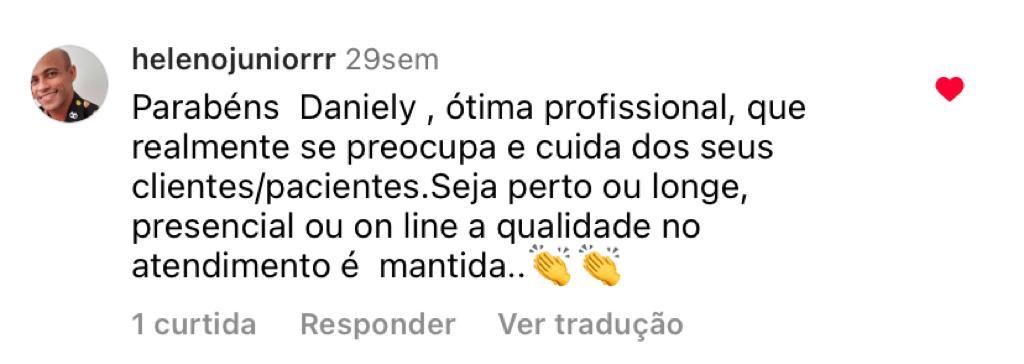 helenojuniorrr 29sem
Parabéns  Daniely , ótima profissional, que
realmente se preocupa e cuida dos seus
clientes/pacientes.Seja perto ou longe,
presencial ou on line a qualidade no
atendimento é  mantida..👏👏
1 curtida Responder Ver tradução